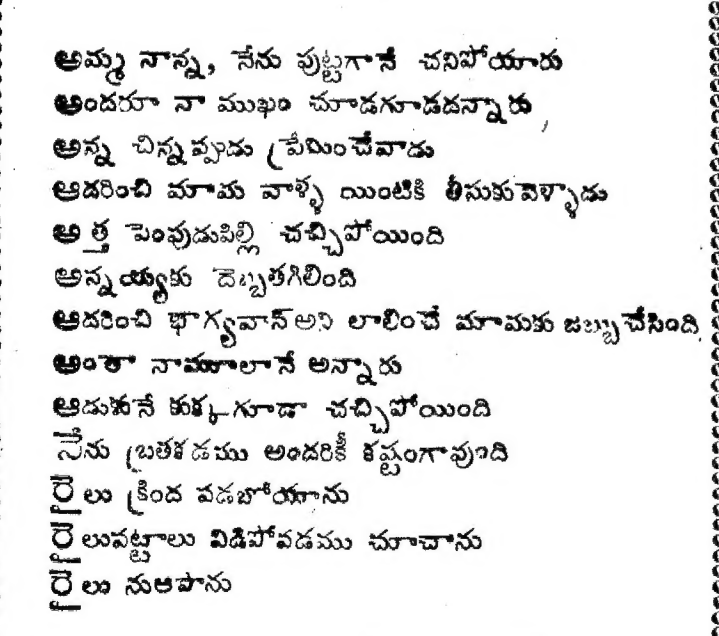 అమ్మ నాన్న, నేను పుట్టగానే చనిపోయారు
అందరూ నా ముఖం చూడగూడదన్నారు
అన్న చిన్నప్పుడు ప్రేమించేవాడు
ఆదరించి మామ వాళ్ళ యింటికి తీసుకువెళ్ళాడు
అత్త పెంపుడుపిల్లి చచ్చిపోయింది
అన్నయ్యకు దెబ్బతగిలింది
ఆదరించి భాగ్యవాన్ అని లాలించే మామకు జబ్బుచేసింది
అంతా నామూలానే అన్నారు
ఆడుకునే కుక్కగూడా చచ్చిపోయింది
నేను బ్రతకడము అందరికీ కష్టంగావుంది
రైలు క్రింద పడబోయాను
రైలుపట్టాలు విడిపోవడము చూచాను
రైలు నుఆపాను